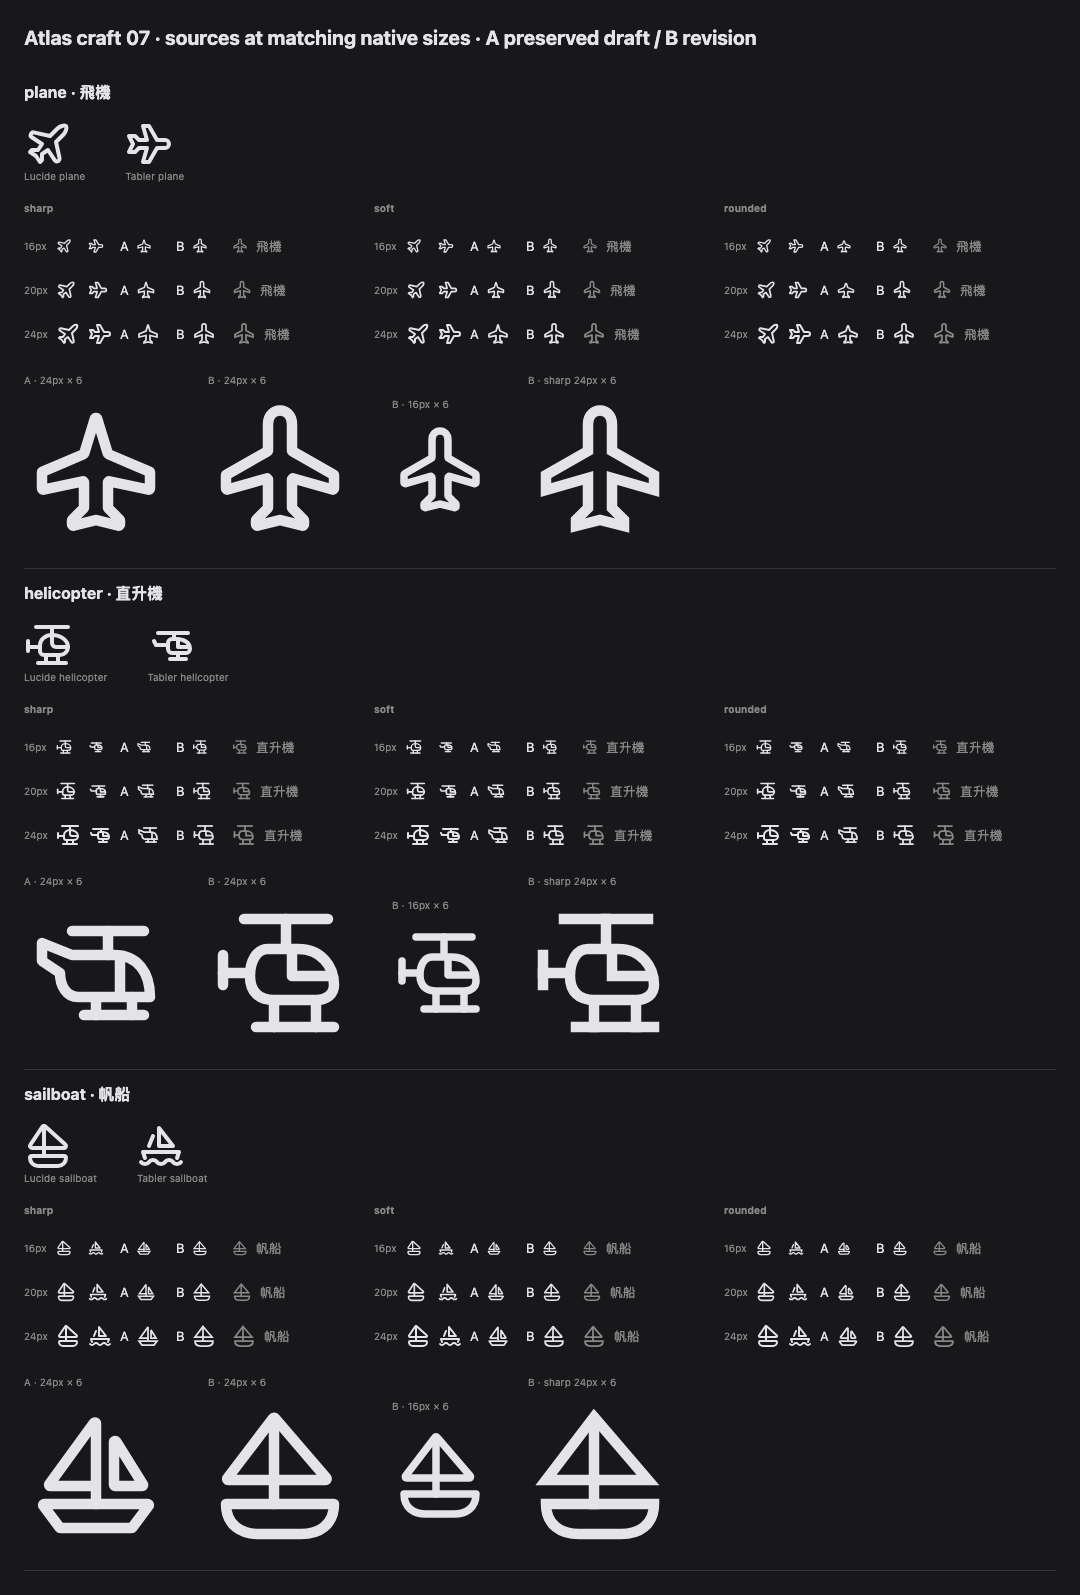 Atlas craft 07 · sources at matching native sizes · A preserved draft / B revision
plane · 飛機
Lucide plane Tabler plane
sharp soft rounded
16px A B 飛機 16px A B 飛機 16px A B 飛機
20px A B 飛機 20px A B 飛機 20px A B 飛機
24px A B 飛機 24px A B 飛機 24px A B 飛機
A · 24px × 6 B · 24px × 6 B · sharp 24px × 6
B · 16px × 6
helicopter · 直升機
Lucide helicopter Tabler helicopter
sharp soft rounded
16px A B 直升機 16px A B 直升機 16px A B 直升機
20px A B 直升機 20px A B 直升機 20px A B 直升機
24px A B 直升機 24px A B 直升機 24px A B 直升機
A · 24px × 6 B · 24px × 6 B · sharp 24px × 6
B · 16px × 6
sailboat · 帆船
Lucide sailboat Tabler sailboat
sharp soft rounded
16px A B 帆船 16px A B 帆船 16px A B 帆船
20px A B 帆船 20px A B 帆船 20px A B 帆船
24px A B 帆船 24px A B 帆船 24px A B 帆船
A · 24px × 6 B · 24px × 6 B · sharp 24px × 6
B · 16px × 6